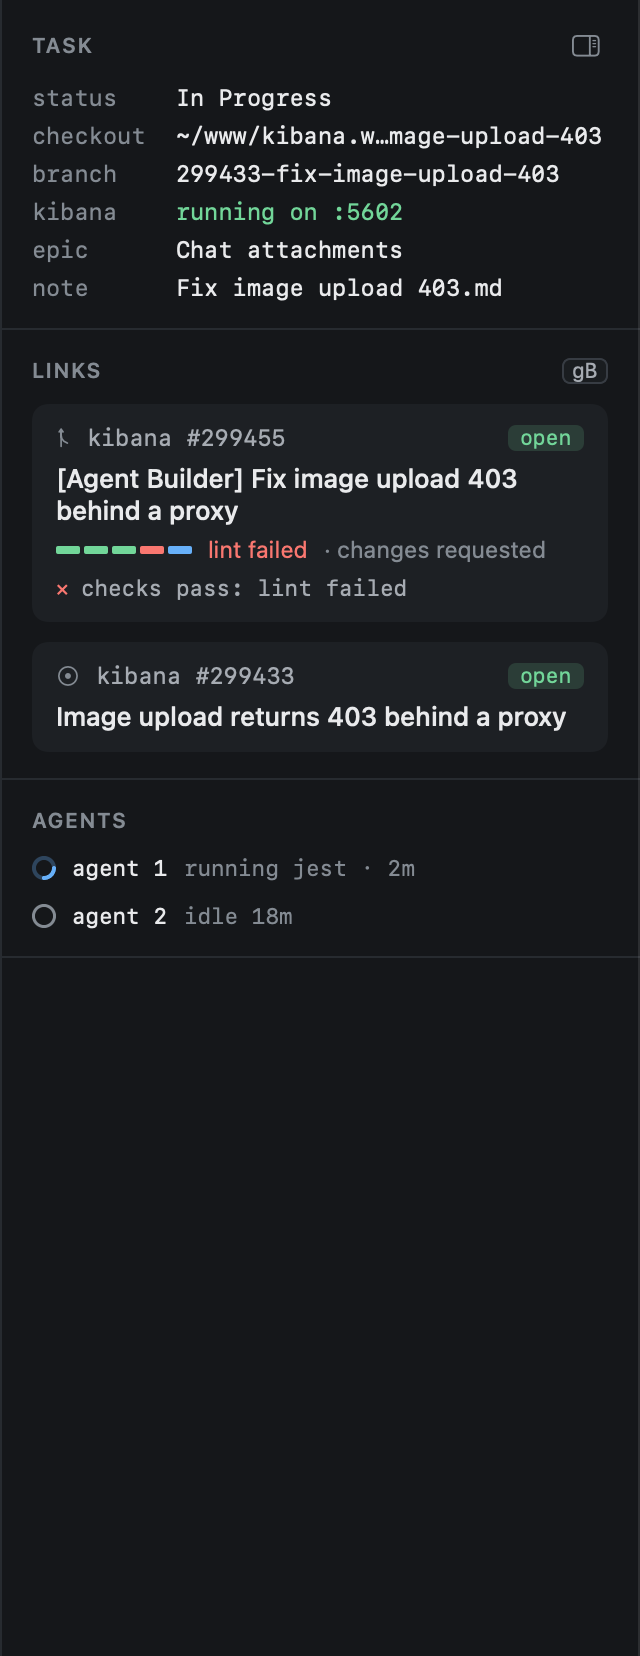 TASK
status In Progress
checkout ~/www/kibana.w…mage-upload-403
branch 299433-fix-image-upload-403
kibana running on :5602
epic Chat attachments
note Fix image upload 403.md
LINKS gB
kibana #299455 open
[Agent Builder] Fix image upload 403
behind a proxy
lint failed · changes requested
× checks pass: lint failed
kibana #299433 open
Image upload returns 403 behind a proxy
AGENTS
agent 1 running jest · 2m
agent 2 idle 18m